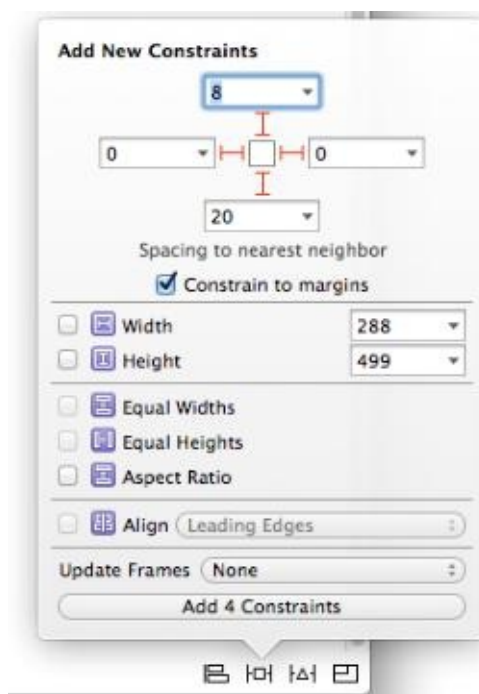 Add New Constraints
8
0 0
20
Spacing to nearest neighbor
Constrain to margins
Width 288
Height 499
Equal Widths
Equal Heights
Aspect Ratio
Align Leading Edges
Update Frames None
Add 4 Constraints